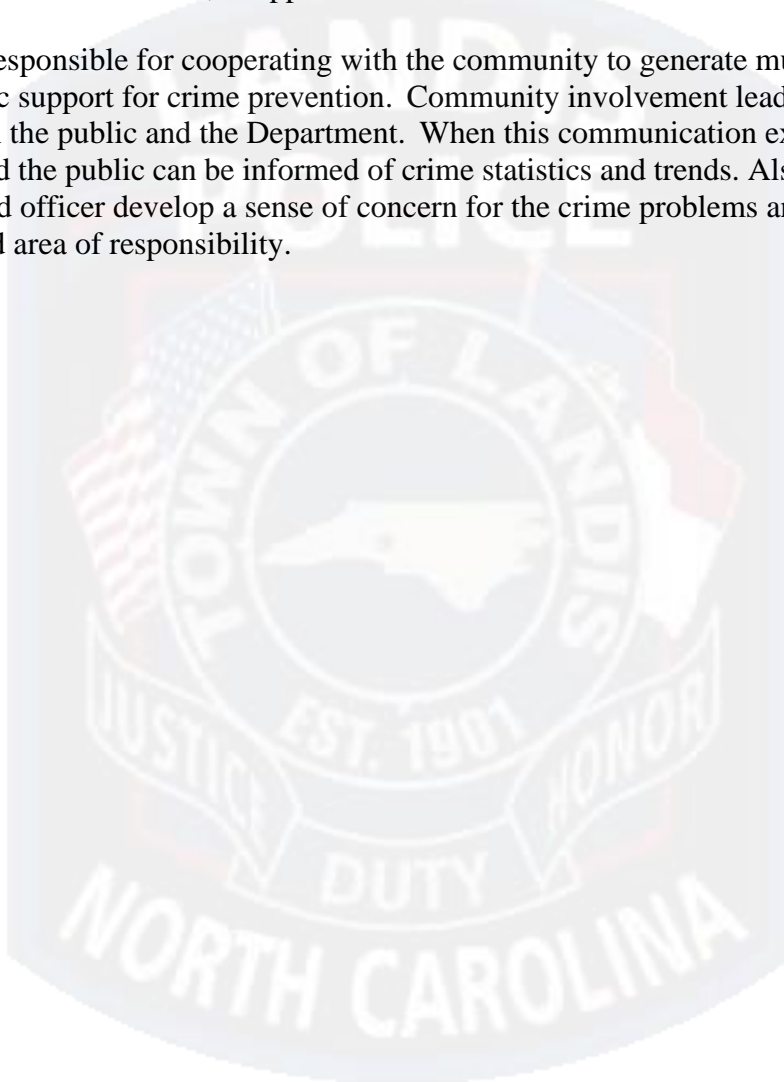 esponsible for cooperating with the community to generate mu
c support for crime prevention. Community involvement lead
the public and the Department. When this communication ex
d the public can be informed of crime statistics and trends. Als
d officer develop a sense of concern for the crime problems a
d area of responsibility.
LANDIS
POLICE
TOWN OF LANDIS
EST. 1901
JUSTICE
DUTY
HONOR
NORTH CAROLINA